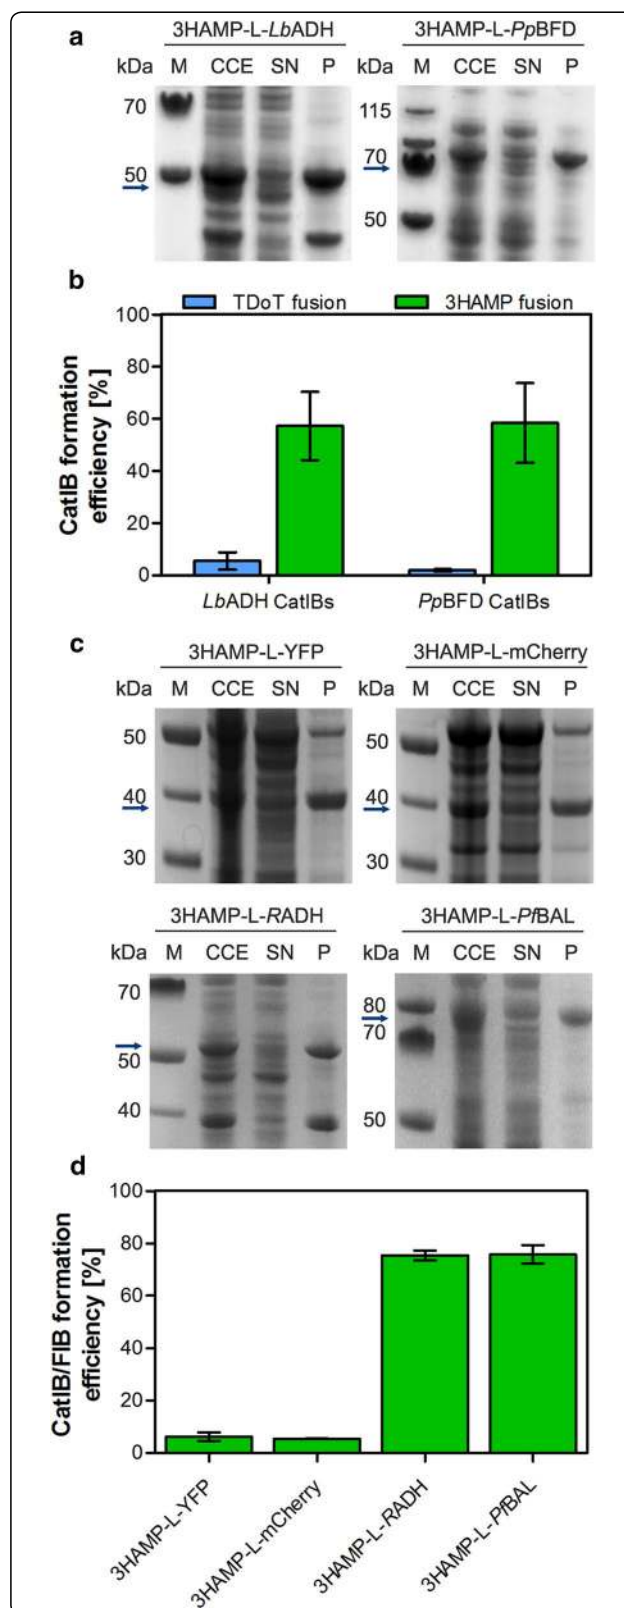 a
3HAMP-L-LbADH 3HAMP-L-PpBFD
kDa M CCE SN P M CCE SN P
70
50
115
70
50
b
TDoT fusion 3HAMP fusion
CatIB formation
efficiency [%]
100
80
60
40
20
0
LbADH CatIBs PpBFD CatIBs
c
3HAMP-L-YFP 3HAMP-L-mCherry
kDa M CCE SN P kDa M CCE SN P
50
40
30
50
40
30
3HAMP-L-RADH 3HAMP-L-PfBAL
kDa M CCE SN P kDa M CCE SN P
70
50
40
80
70
50
d
CatIB/FIB formation
efficiency [%]
100
80
60
40
20
0
3HAMP-L-YFP
3HAMP-L-mCherry
3HAMP-L-RADH
3HAMP-L-PfBAL